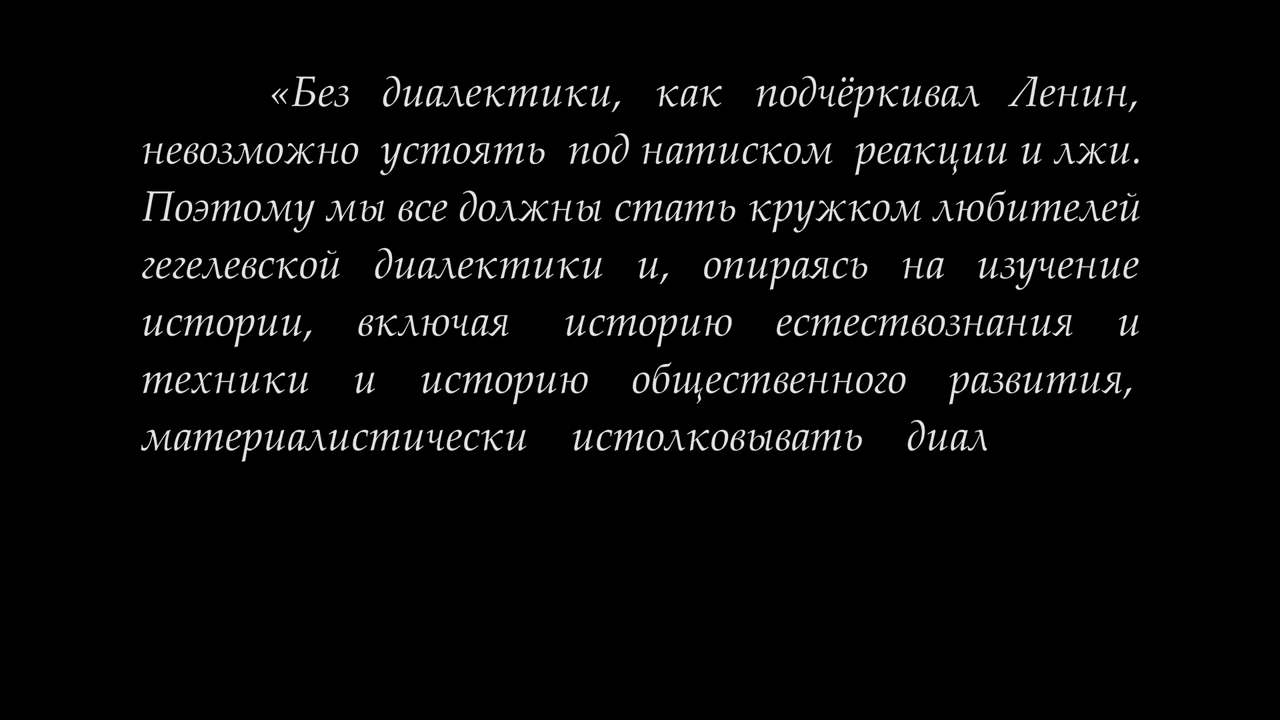 «Без диалектики, как подчёркивал Ленин,
невозможно устоять под натиском реакции и лжи.
Поэтому мы все должны стать кружком любителей
гегелевской диалектики и, опираясь на изучение
истории, включая историю естествознания и
техники и историю общественного развития,
материалистически истолковывать диал